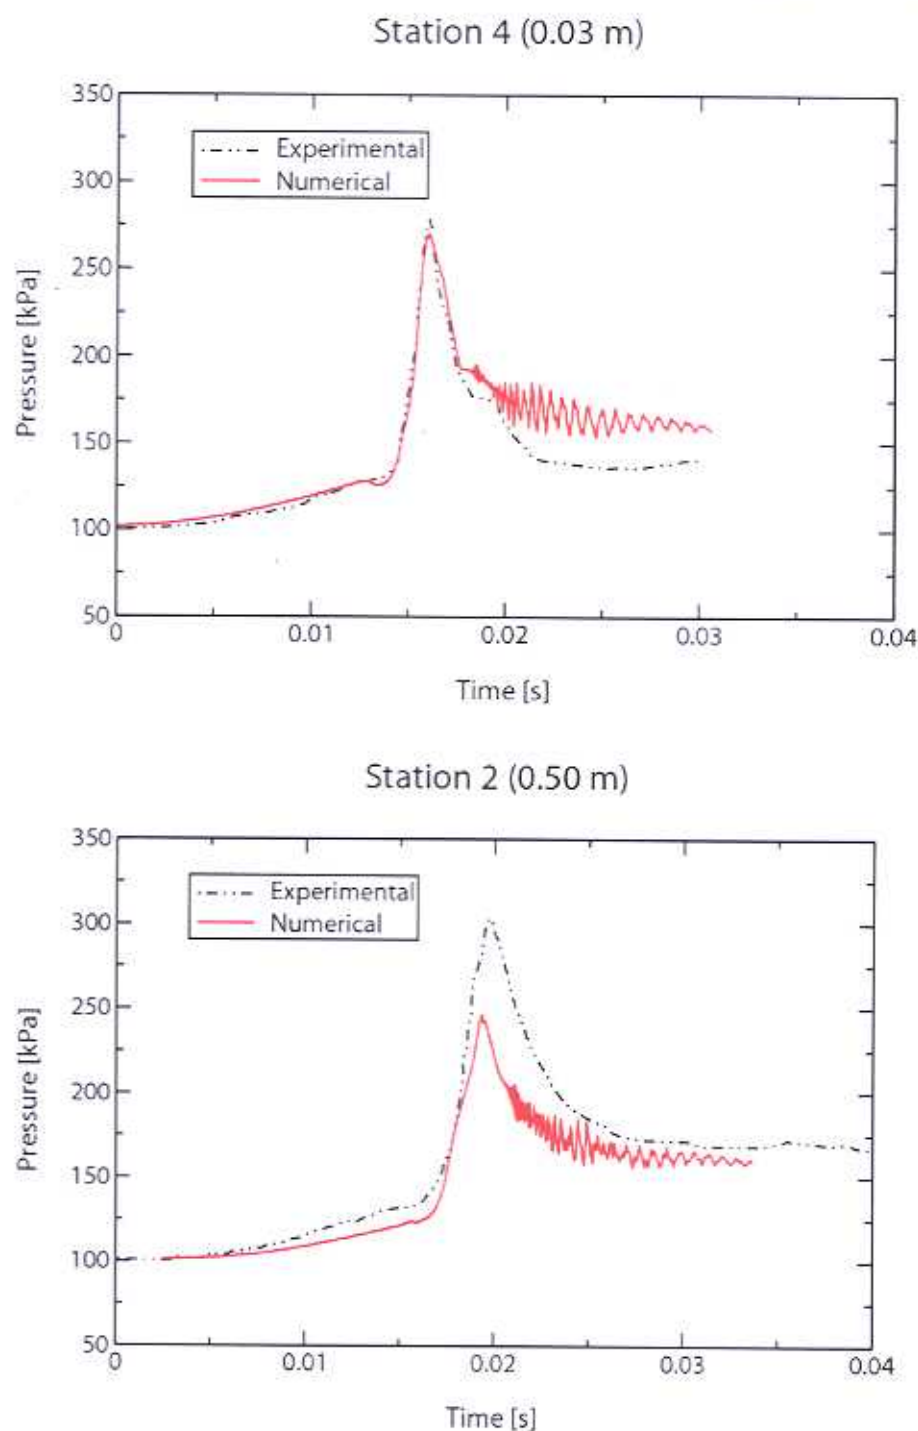 Station 4 (0.03 m)
350
300
250
200
150
100
50
Pressure [kPa]
Experimental
Numerical
0 0.01 0.02 0.03 0.04
Time [s]
Station 2 (0.50 m)
350
300
250
200
150
100
50
Pressure [kPa]
Experimental
Numerical
0 0.01 0.02 0.03 0.04
Time [s]